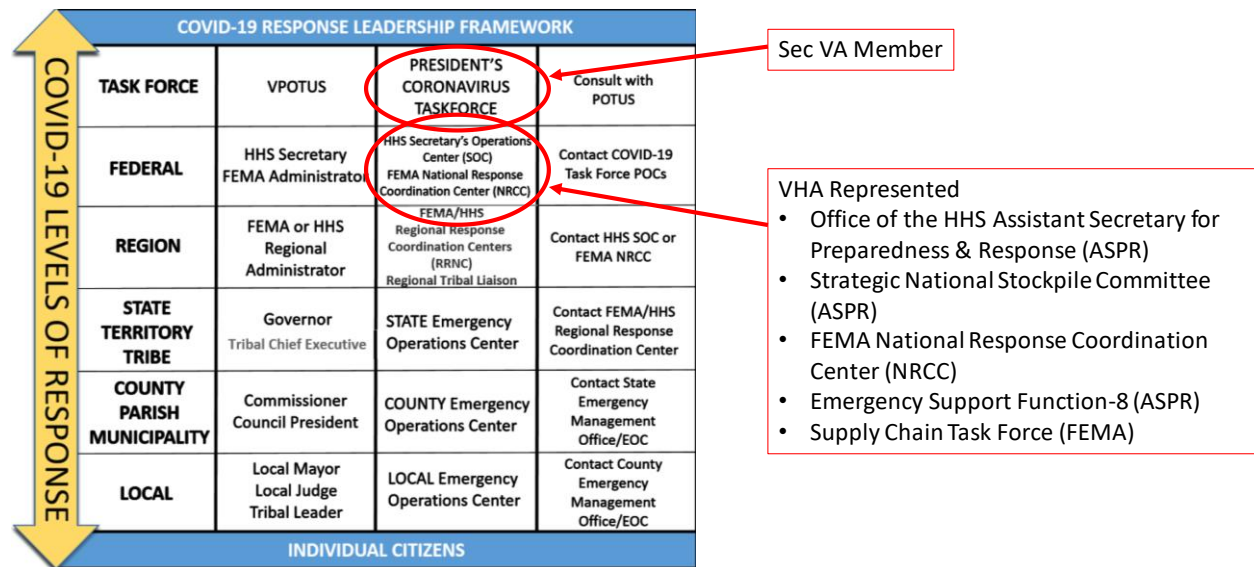 COVID-19 RESPONSE LEADERSHIP FRAMEWORK
COVID-19 LEVELS OF RESPONSE
TASK FORCE
VPOTUS
PRESIDENT'S
CORONAVIRUS
TASKFORCE
Consult with
POTUS
FEDERAL
HHS Secretary
FEMA Administrator
HHS Secretary's Operations
Center (SOC)
FEMA National Response
Coordination Center (NRCC)
Contact COVID-19
Task Force POCs
REGION
FEMA or HHS
Regional
Administrator
FEMA/HHS
Regional Response
Coordination Centers
(RRNC)
Regional Tribal Liaison
Contact HHS SOC or
FEMA NRCC
STATE
TERRITORY
TRIBE
Governor
Tribal Chief Executive
STATE Emergency
Operations Center
Contact FEMA/HHS
Regional Response
Coordination Center
COUNTY
PARISH
MUNICIPALITY
Commissioner
Council President
COUNTY Emergency
Operations Center
Contact State
Emergency
Management
Office/EOC
LOCAL
Local Mayor
Local Judge
Tribal Leader
LOCAL Emergency
Operations Center
Contact County
Emergency
Management
Office/EOC
INDIVIDUAL CITIZENS
Sec VA Member
VHA Represented
• Office of the HHS Assistant Secretary for
Preparedness & Response (ASPR)
• Strategic National Stockpile Committee
(ASPR)
• FEMA National Response Coordination
Center (NRCC)
• Emergency Support Function-8 (ASPR)
• Supply Chain Task Force (FEMA)